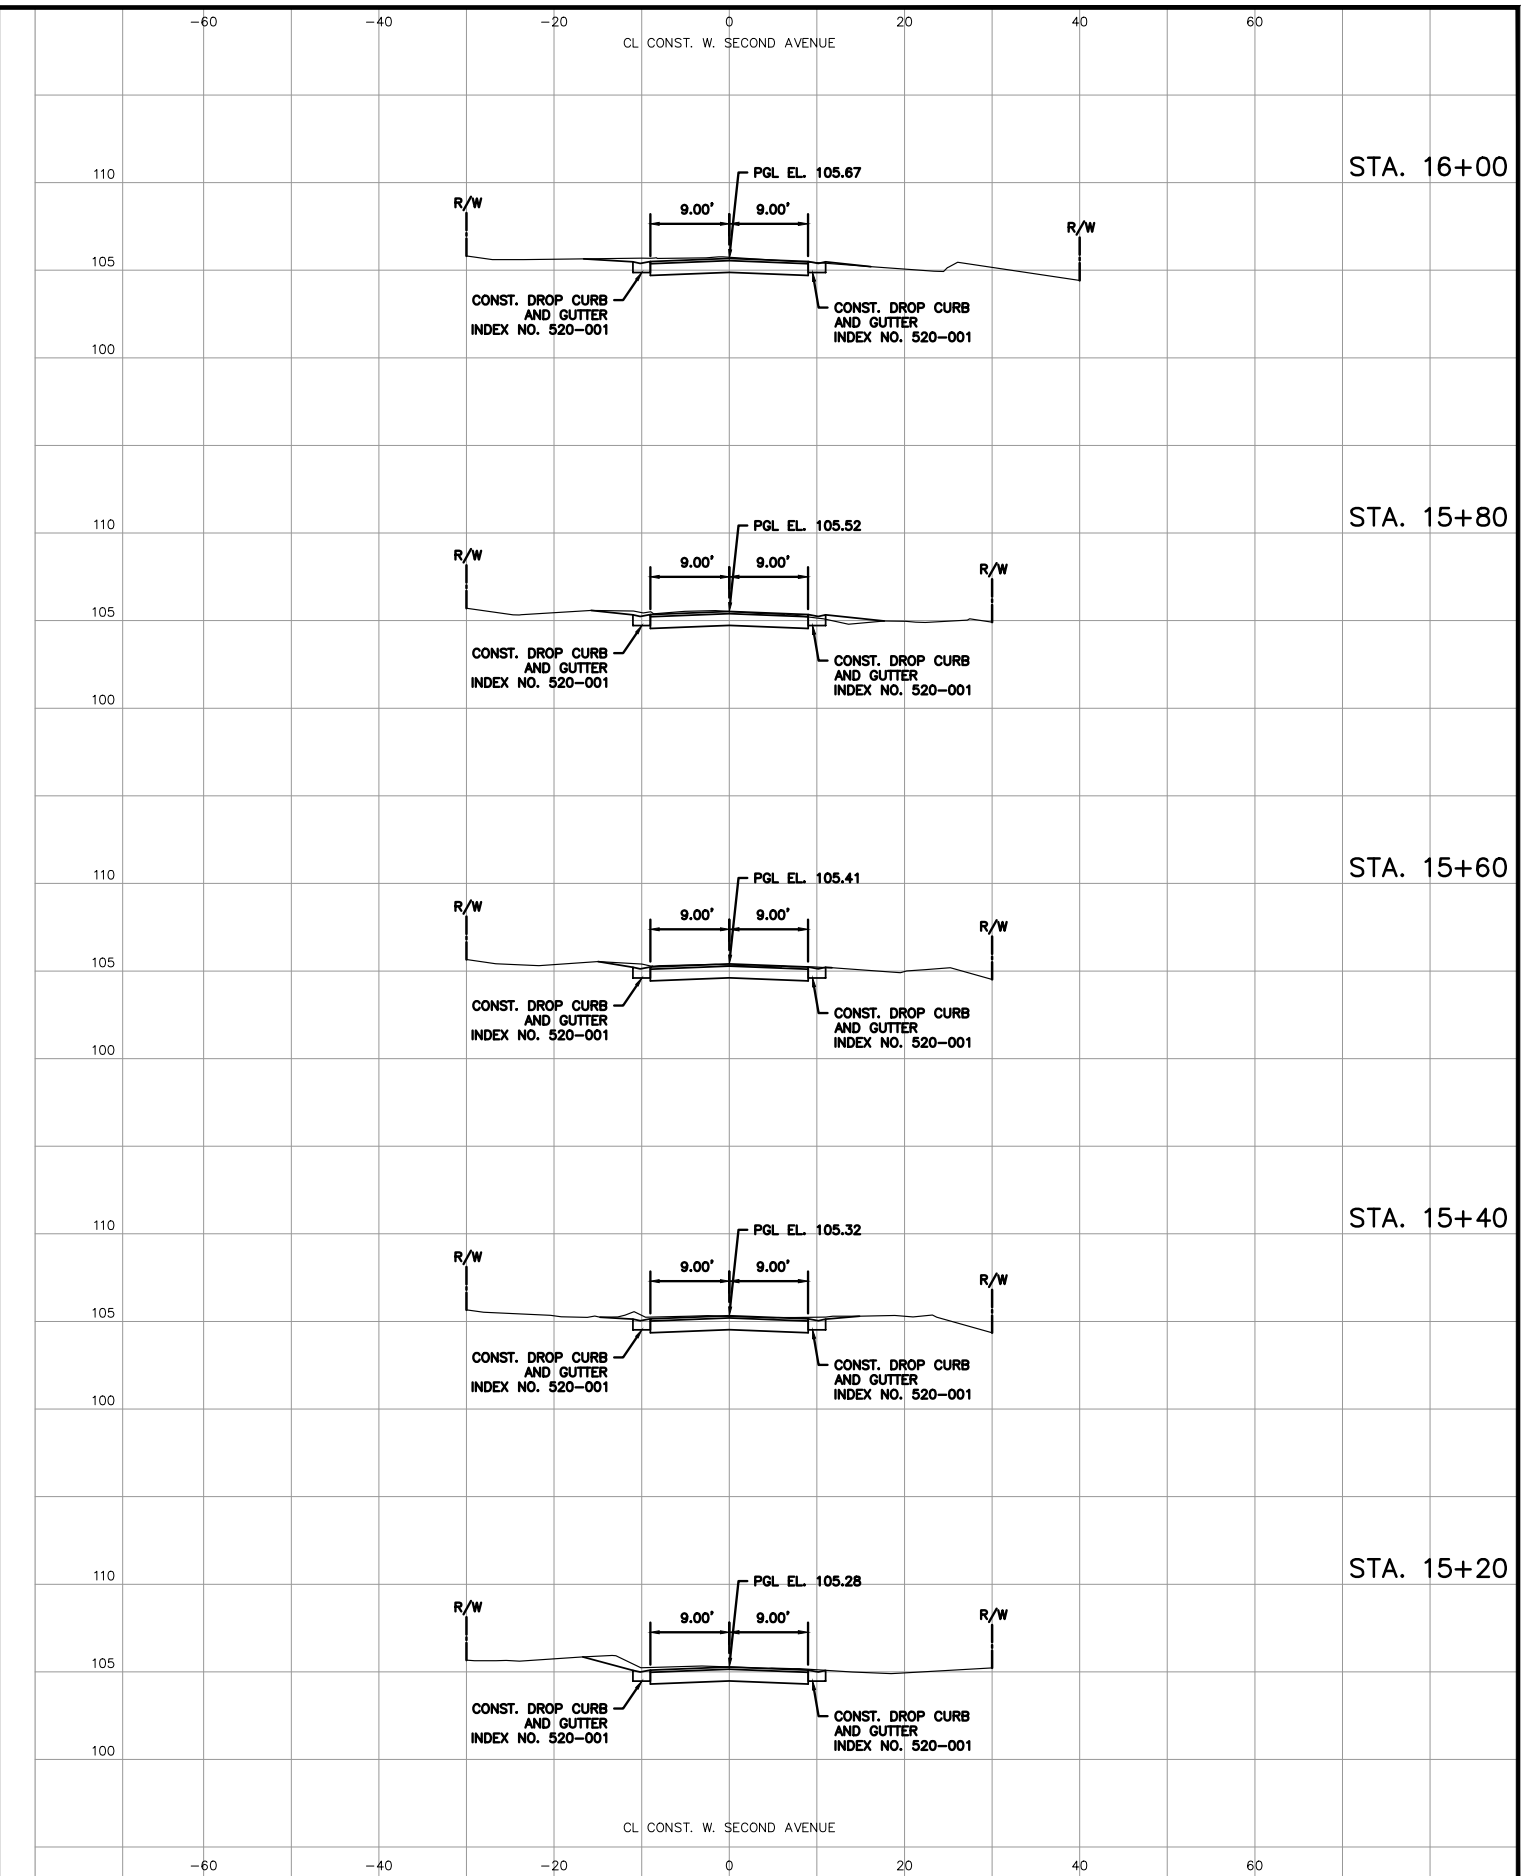 -60 -40 -20 0 20 40 60
CL CONST. W. SECOND AVENUE
STA. 16+00
110
PGL EL. 105.67
R/W
9.00' 9.00'
R/W
105
CONST. DROP CURB
AND GUTTER
INDEX NO. 520-001
CONST. DROP CURB
AND GUTTER
INDEX NO. 520-001
100
STA. 15+80
110
PGL EL. 105.52
R/W
9.00' 9.00'
R/W
105
CONST. DROP CURB
AND GUTTER
INDEX NO. 520-001
CONST. DROP CURB
AND GUTTER
INDEX NO. 520-001
100
STA. 15+60
110
PGL EL. 105.41
R/W
9.00' 9.00'
R/W
105
CONST. DROP CURB
AND GUTTER
INDEX NO. 520-001
CONST. DROP CURB
AND GUTTER
INDEX NO. 520-001
100
STA. 15+40
110
PGL EL. 105.32
R/W
9.00' 9.00'
R/W
105
CONST. DROP CURB
AND GUTTER
INDEX NO. 520-001
CONST. DROP CURB
AND GUTTER
INDEX NO. 520-001
100
STA. 15+20
110
PGL EL. 105.28
R/W
9.00' 9.00'
R/W
105
CONST. DROP CURB
AND GUTTER
INDEX NO. 520-001
CONST. DROP CURB
AND GUTTER
INDEX NO. 520-001
100
CL CONST. W. SECOND AVENUE
-60 -40 -20 0 20 40 60